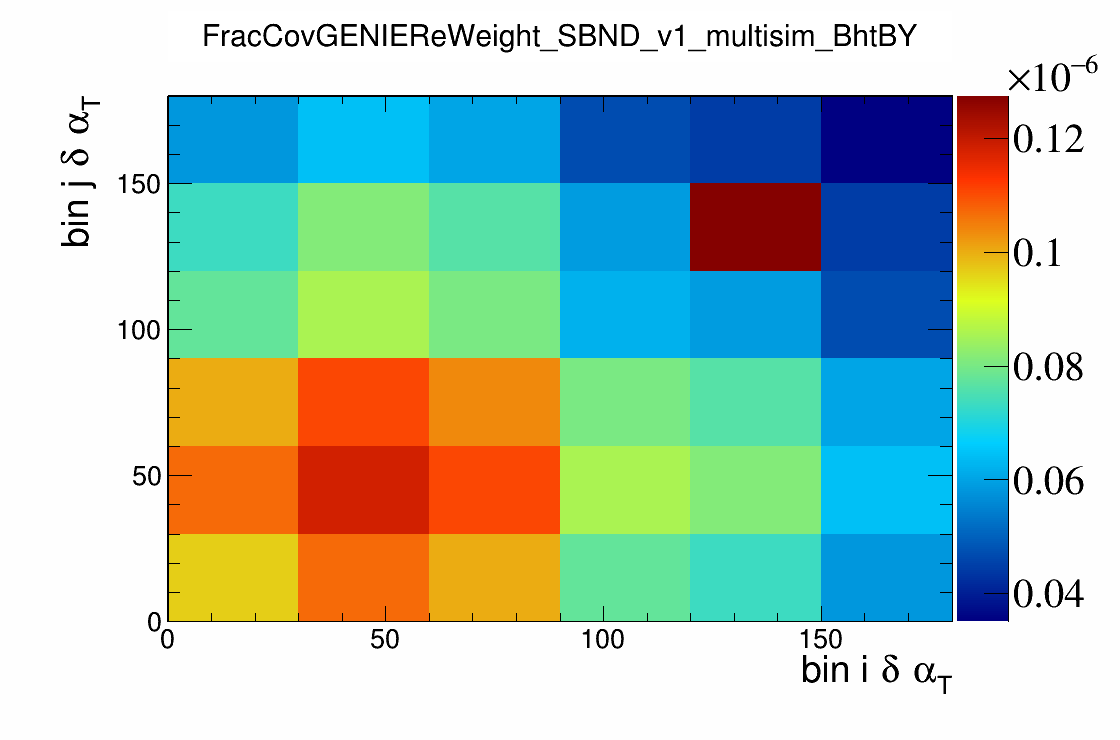 FracCovGENIEReWeight_SBND_v1_multisim_BhtBY
×10⁻⁶
bin j δ α_T
150
100
50
0
0 50 100 150
bin i δ α_T
0.12
0.1
0.08
0.06
0.04